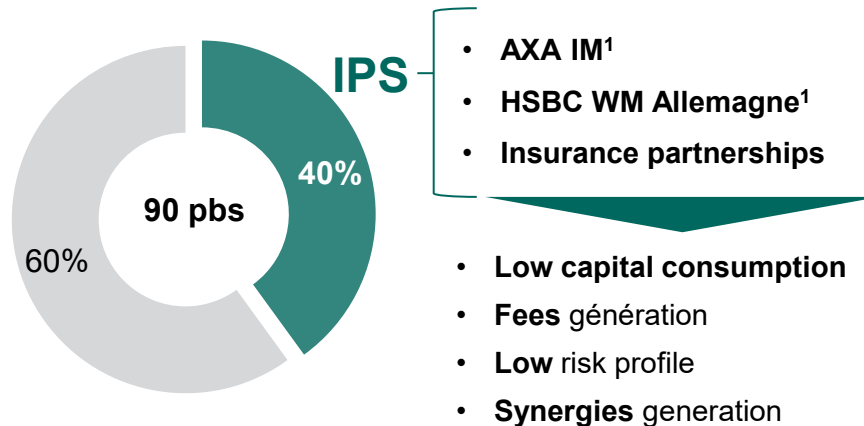 IPS
• AXA IM¹
• HSBC WM Allemagne¹
• Insurance partnerships
40%
90 pbs
60%
• Low capital consumption
• Fees génération
• Low risk profile
• Synergies generation